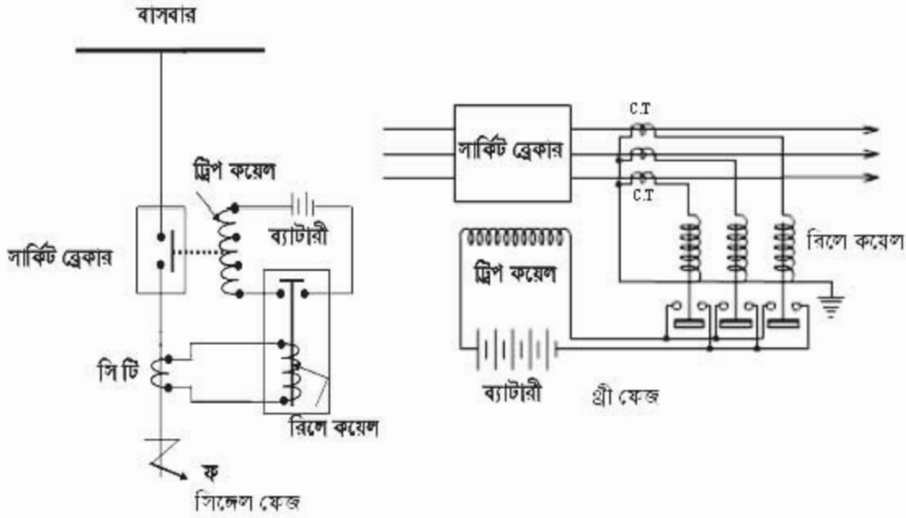 বাসবার
ট্রিপ কয়েল
ব্যাটারী
সার্কিট ব্রেকার
সি টি
রিলে কয়েল
ফ
সিঙ্গেল ফেজ
C.T
সার্কিট ব্রেকার
C.T
রিলে কয়েল
ট্রিপ কয়েল
ব্যাটারী
থ্রী ফেজ